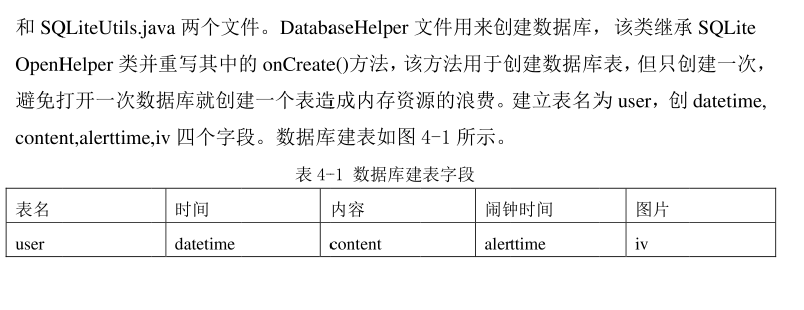 和 SQLiteUtils.java 两个文件。DatabaseHelper 文件用来创建数据库，该类继承 SQLite
OpenHelper 类并重写其中的 onCreate()方法，该方法用于创建数据库表，但只创建一次，
避免打开一次数据库就创建一个表造成内存资源的浪费。建立表名为 user，创 datetime,
content,alerttime,iv 四个字段。数据库建表如图 4-1 所示。
表 4-1 数据库建表字段
表名 时间 内容 闹钟时间 图片
user datetime content alerttime iv